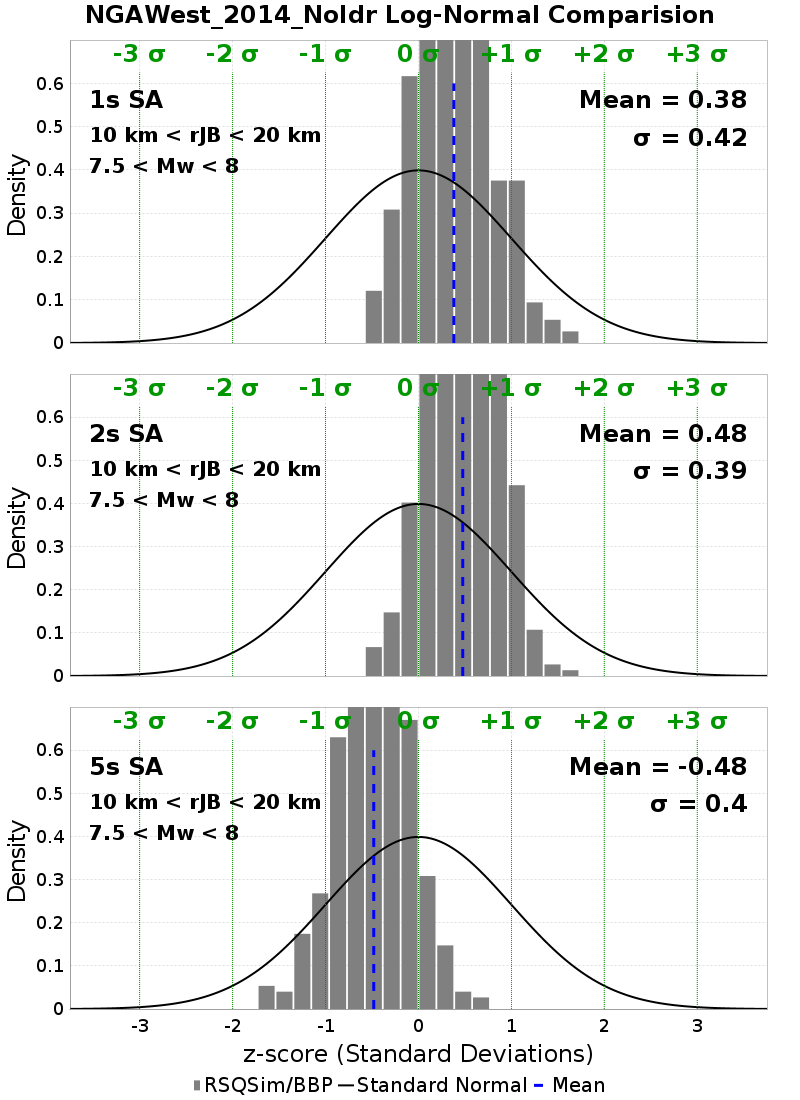 NGAWest_2014_NoIdr Log-Normal Comparision
-3 σ -2 σ -1 σ 0 σ +1 σ +2 σ +3 σ
1s SA Mean = 0.38
10 km < rJB < 20 km σ = 0.42
7.5 < Mw < 8
Density
0.6
0.5
0.4
0.3
0.2
0.1
0
-3 σ -2 σ -1 σ 0 σ +1 σ +2 σ +3 σ
2s SA Mean = 0.48
10 km < rJB < 20 km σ = 0.39
7.5 < Mw < 8
Density
0.6
0.5
0.4
0.3
0.2
0.1
0
-3 σ -2 σ -1 σ 0 σ +1 σ +2 σ +3 σ
5s SA Mean = -0.48
10 km < rJB < 20 km σ = 0.4
7.5 < Mw < 8
Density
0.6
0.5
0.4
0.3
0.2
0.1
0
-3 -2 -1 0 1 2 3
z-score (Standard Deviations)
RSQSim/BBP Standard Normal Mean